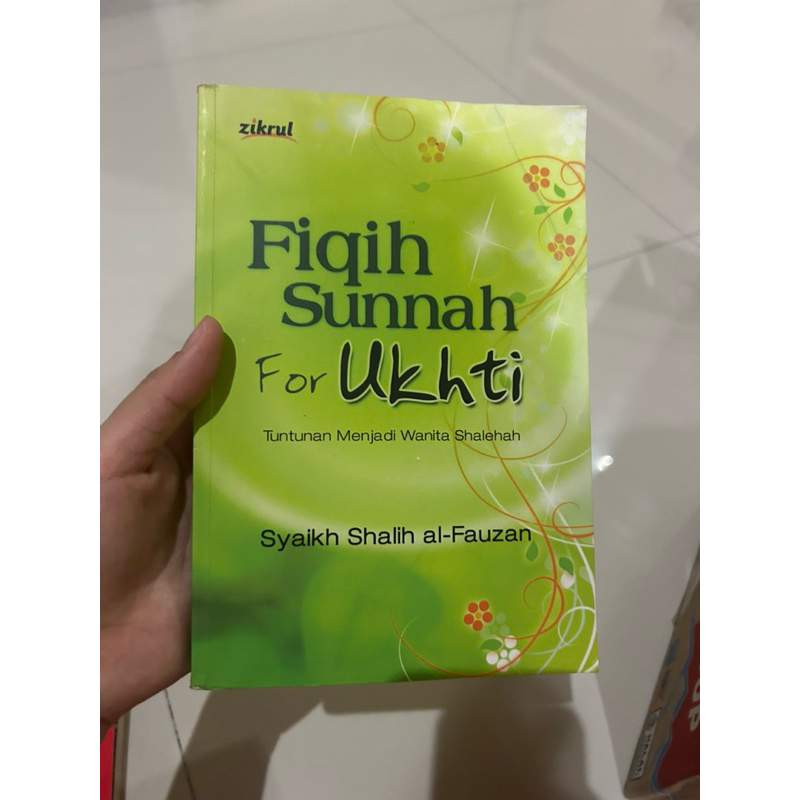 zikrul
Fiqih
Sunnah
For Ukhti
Tuntunan Menjadi Wanita Shalehah
Syaikh Shalih al-Fauzan